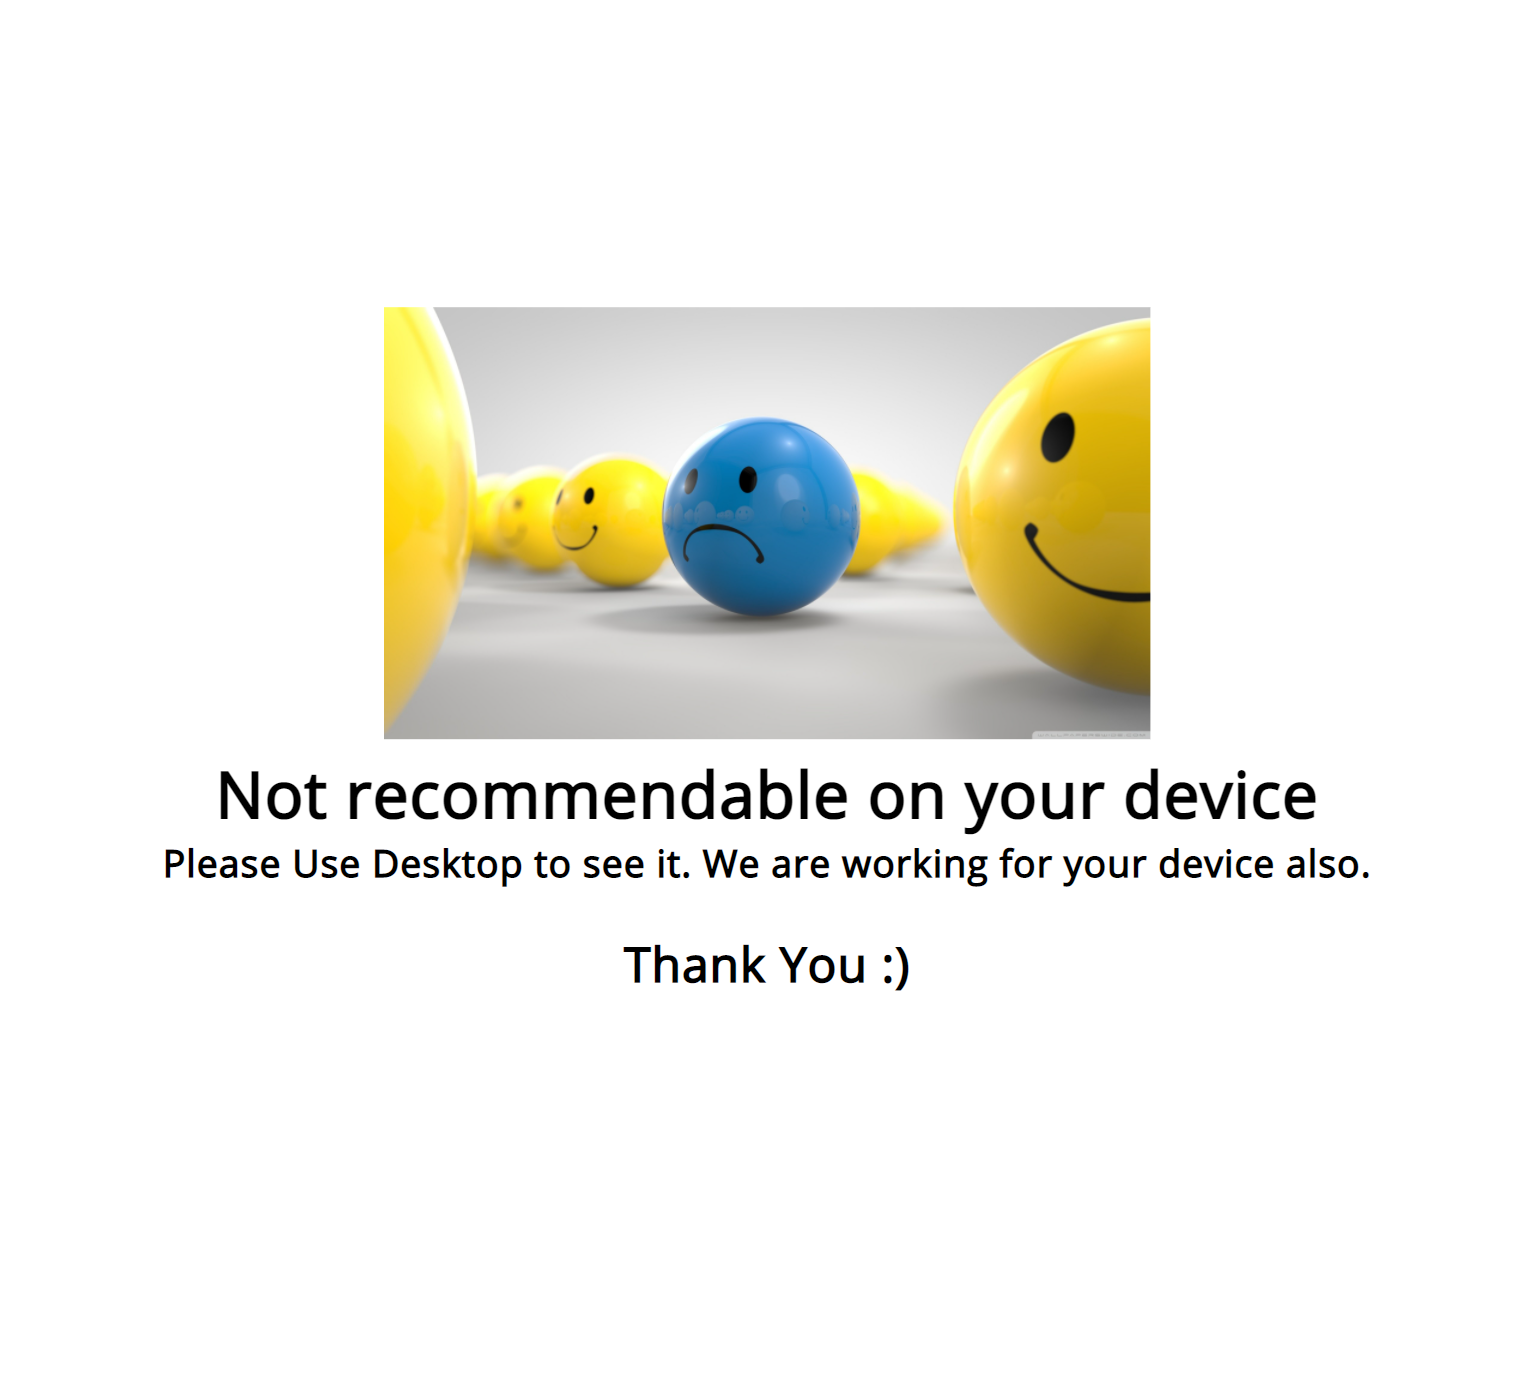 Not recommendable on your device
Please Use Desktop to see it. We are working for your device also.
Thank You :)